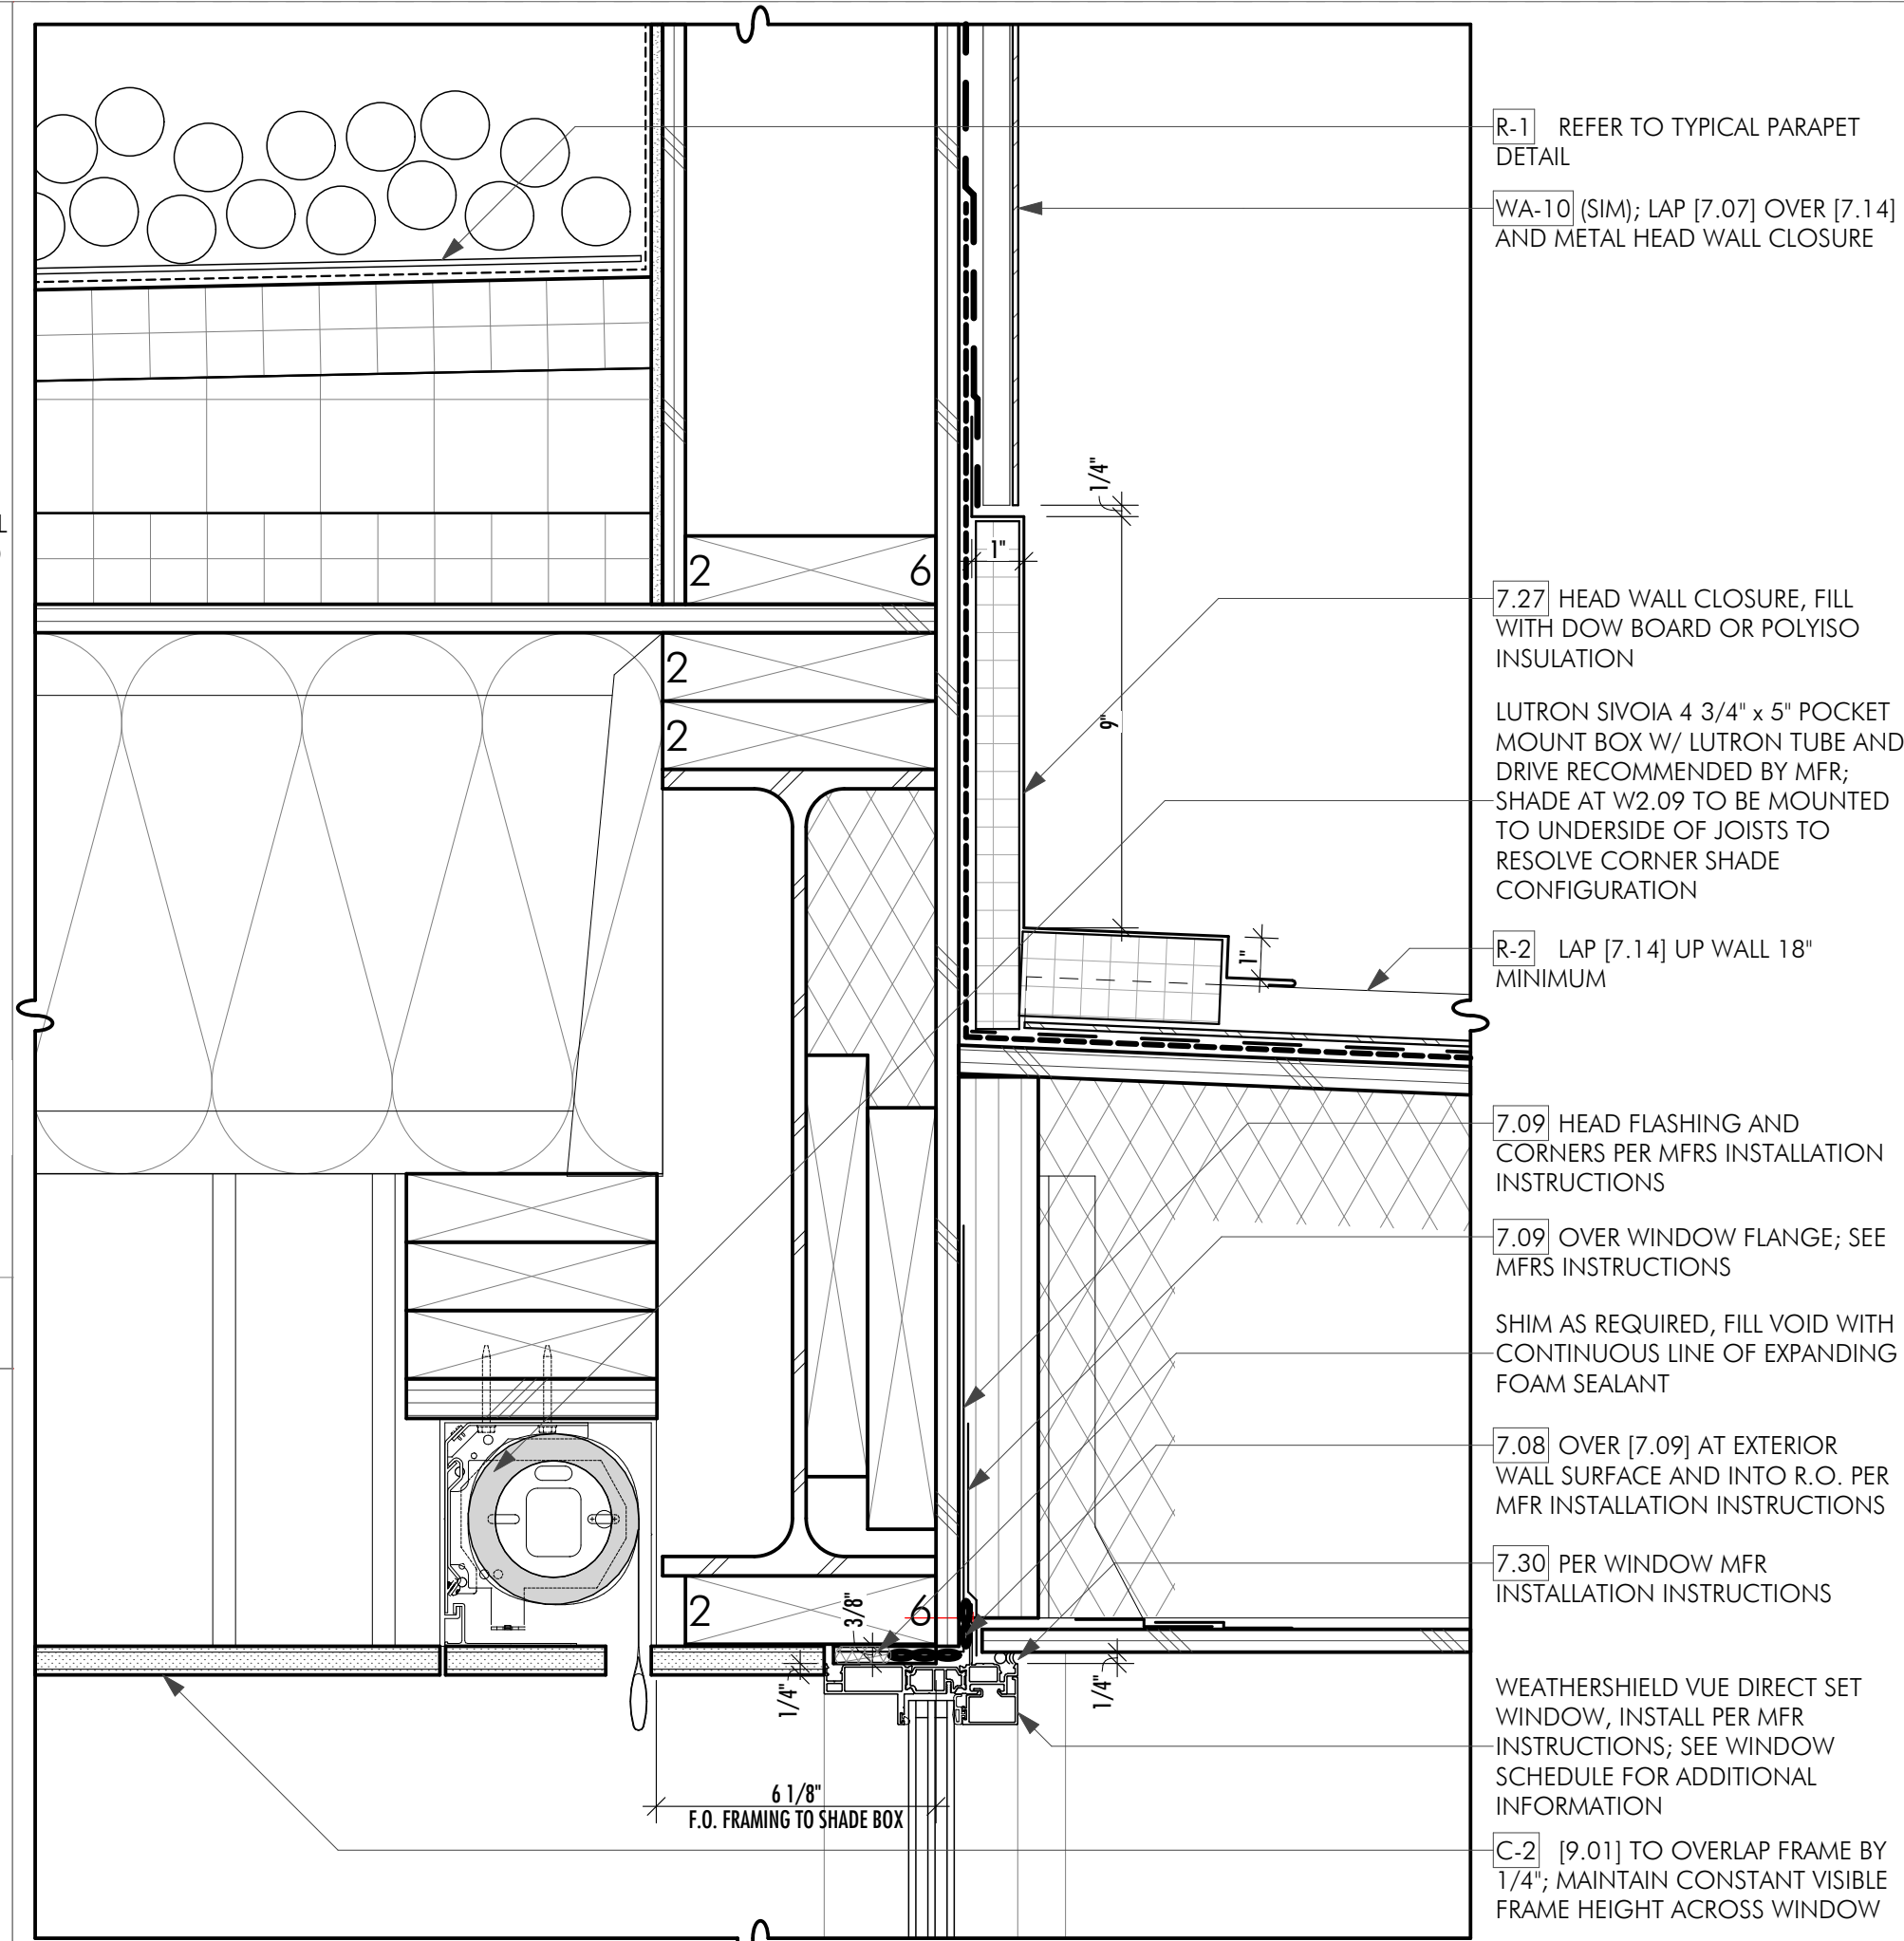 R-1 REFER TO TYPICAL PARAPET
DETAIL
WA-10 (SIM); LAP [7.07] OVER [7.14]
AND METAL HEAD WALL CLOSURE
1/4"
2 6
1"
7.27 HEAD WALL CLOSURE, FILL
WITH DOW BOARD OR POLYISO
INSULATION
2
2
9"
LUTRON SIVOIA 4 3/4" x 5" POCKET
MOUNT BOX W/ LUTRON TUBE AND
DRIVE RECOMMENDED BY MFR;
SHADE AT W2.09 TO BE MOUNTED
TO UNDERSIDE OF JOISTS TO
RESOLVE CORNER SHADE
CONFIGURATION
1"
R-2 LAP [7.14] UP WALL 18"
MINIMUM
7.09 HEAD FLASHING AND
CORNERS PER MFRS INSTALLATION
INSTRUCTIONS
7.09 OVER WINDOW FLANGE; SEE
MFRS INSTRUCTIONS
SHIM AS REQUIRED, FILL VOID WITH
CONTINUOUS LINE OF EXPANDING
FOAM SEALANT
7.08 OVER [7.09] AT EXTERIOR
WALL SURFACE AND INTO R.O. PER
MFR INSTALLATION INSTRUCTIONS
7.30 PER WINDOW MFR
INSTALLATION INSTRUCTIONS
2 6
3/8"
1/4"
1/4"
WEATHERSHIELD VUE DIRECT SET
WINDOW, INSTALL PER MFR
INSTRUCTIONS; SEE WINDOW
SCHEDULE FOR ADDITIONAL
INFORMATION
6 1/8"
F.O. FRAMING TO SHADE BOX
C-2 [9.01] TO OVERLAP FRAME BY
1/4"; MAINTAIN CONSTANT VISIBLE
FRAME HEIGHT ACROSS WINDOW